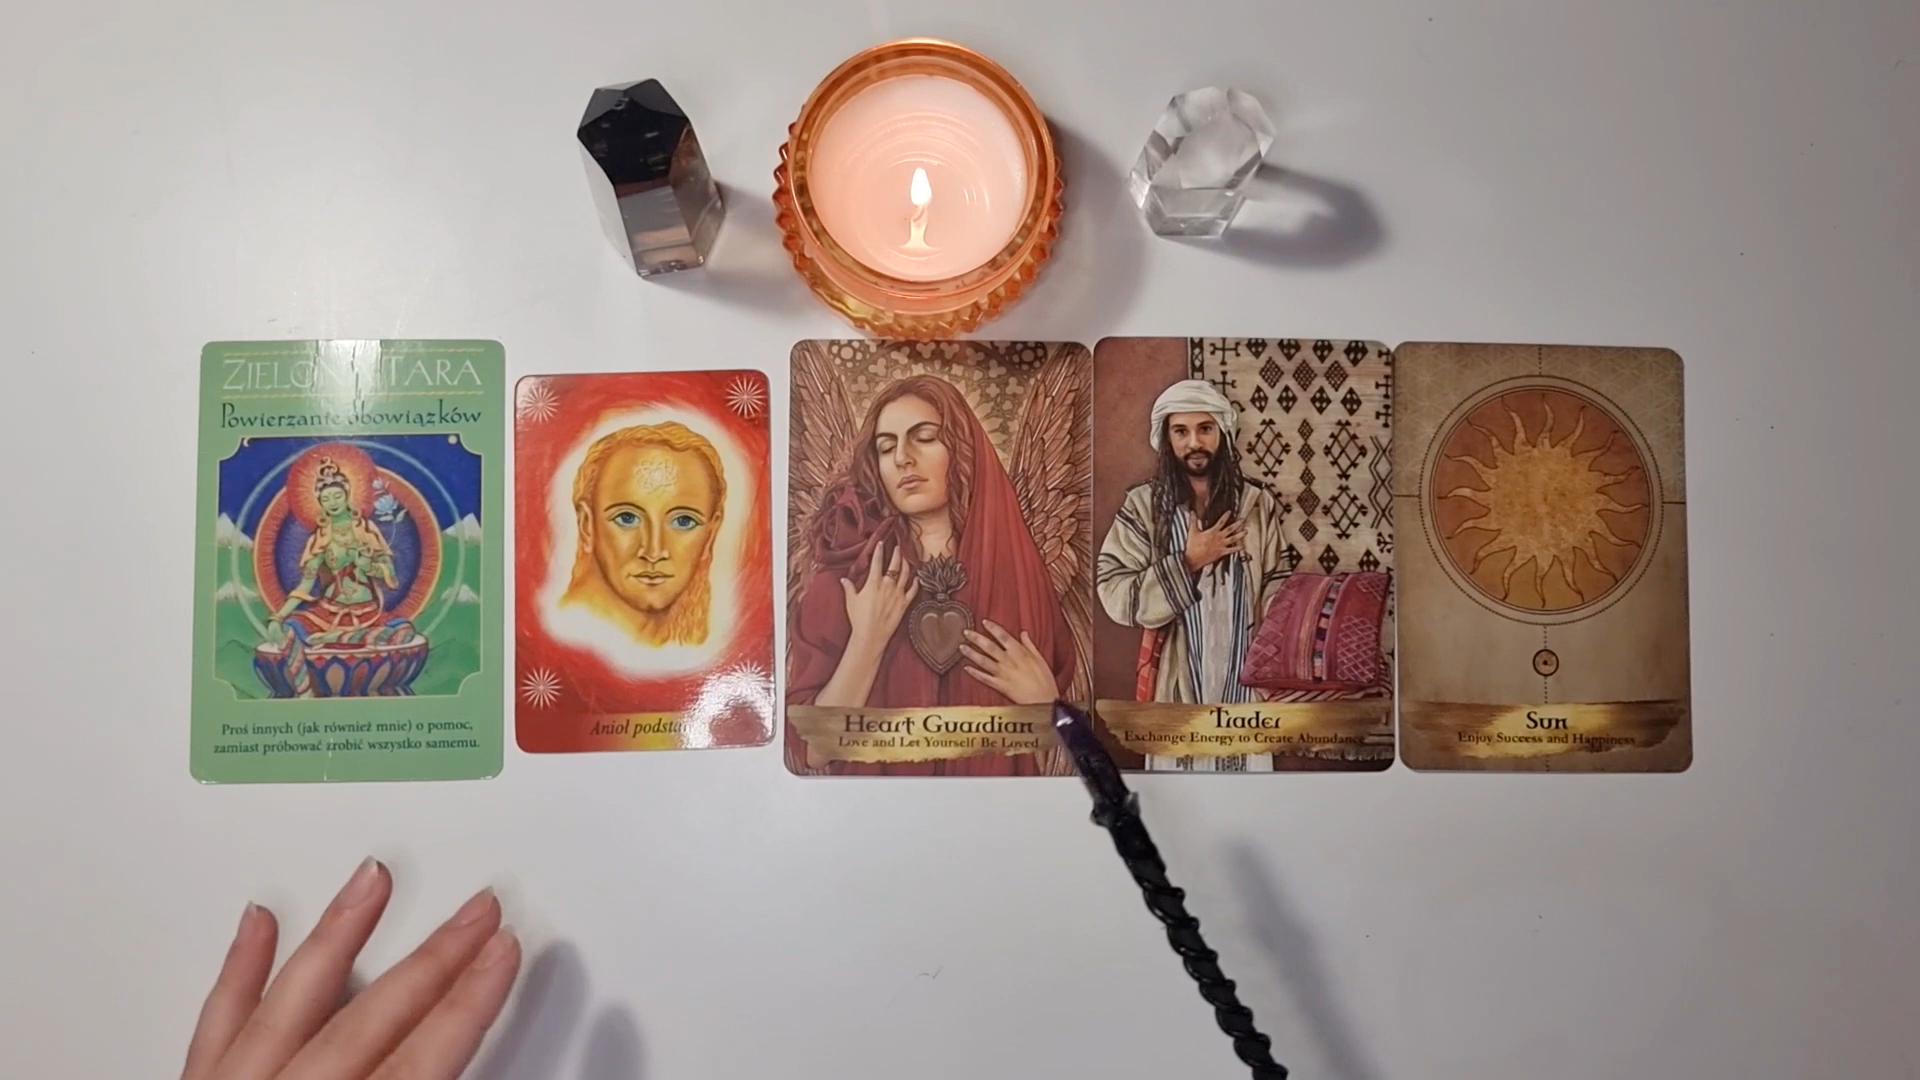 ZIELONA TARA
Powierzanie obowiązków
Proś innych (jak również mnie) o pomoc,
zamiast próbować zrobić wszystko samemu.
Anioł
Heart Guardian
Love and Let Yourself Be Loved
Trader
Exchange Energy to Create Abundance
Sun
Enjoy Success and Happiness